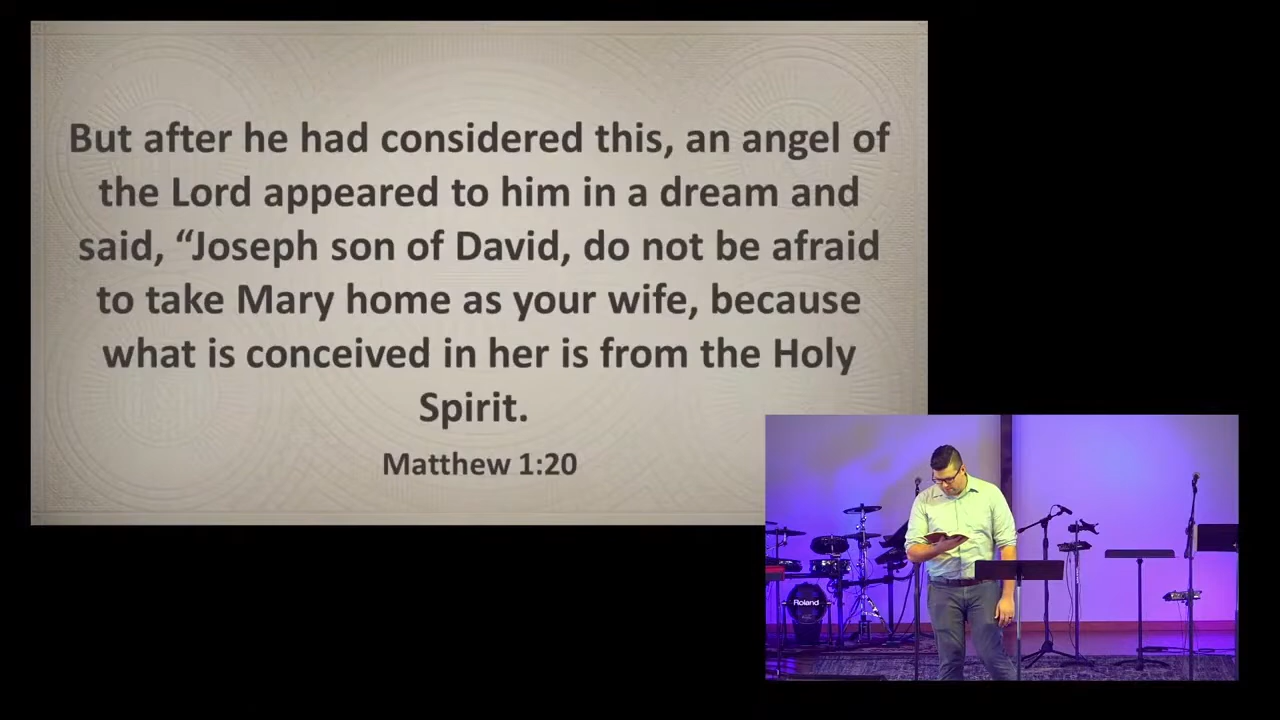 But after he had considered this, an angel of
the Lord appeared to him in a dream and
said, “Joseph son of David, do not be afraid
to take Mary home as your wife, because
what is conceived in her is from the Holy
Spirit.
Matthew 1:20
Roland